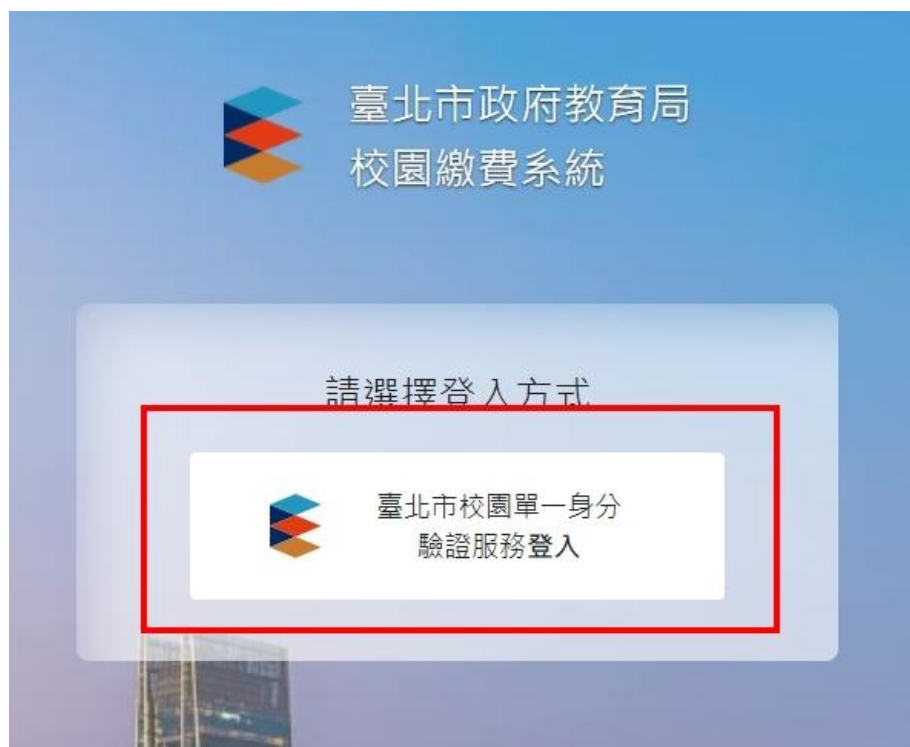 臺北市政府教育局
校園繳費系統
請選擇登入方式
臺北市校園單一身分
驗證服務登入